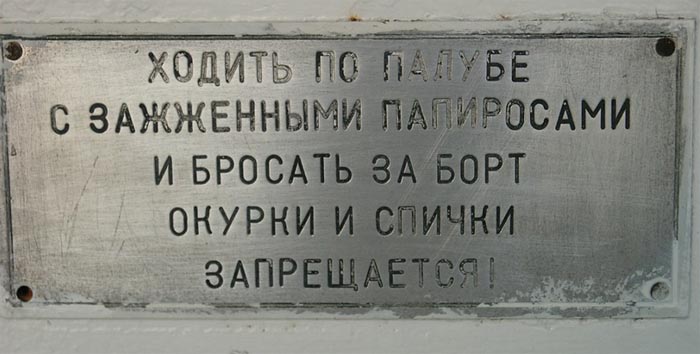 ХОДИТЬ ПО ПАЛУБЕ
С ЗАЖЖЕННЫМИ ПАПИРОСАМИ
И БРОСАТЬ ЗА БОРТ
ОКУРКИ И СПИЧКИ
ЗАПРЕЩАЕТСЯ!